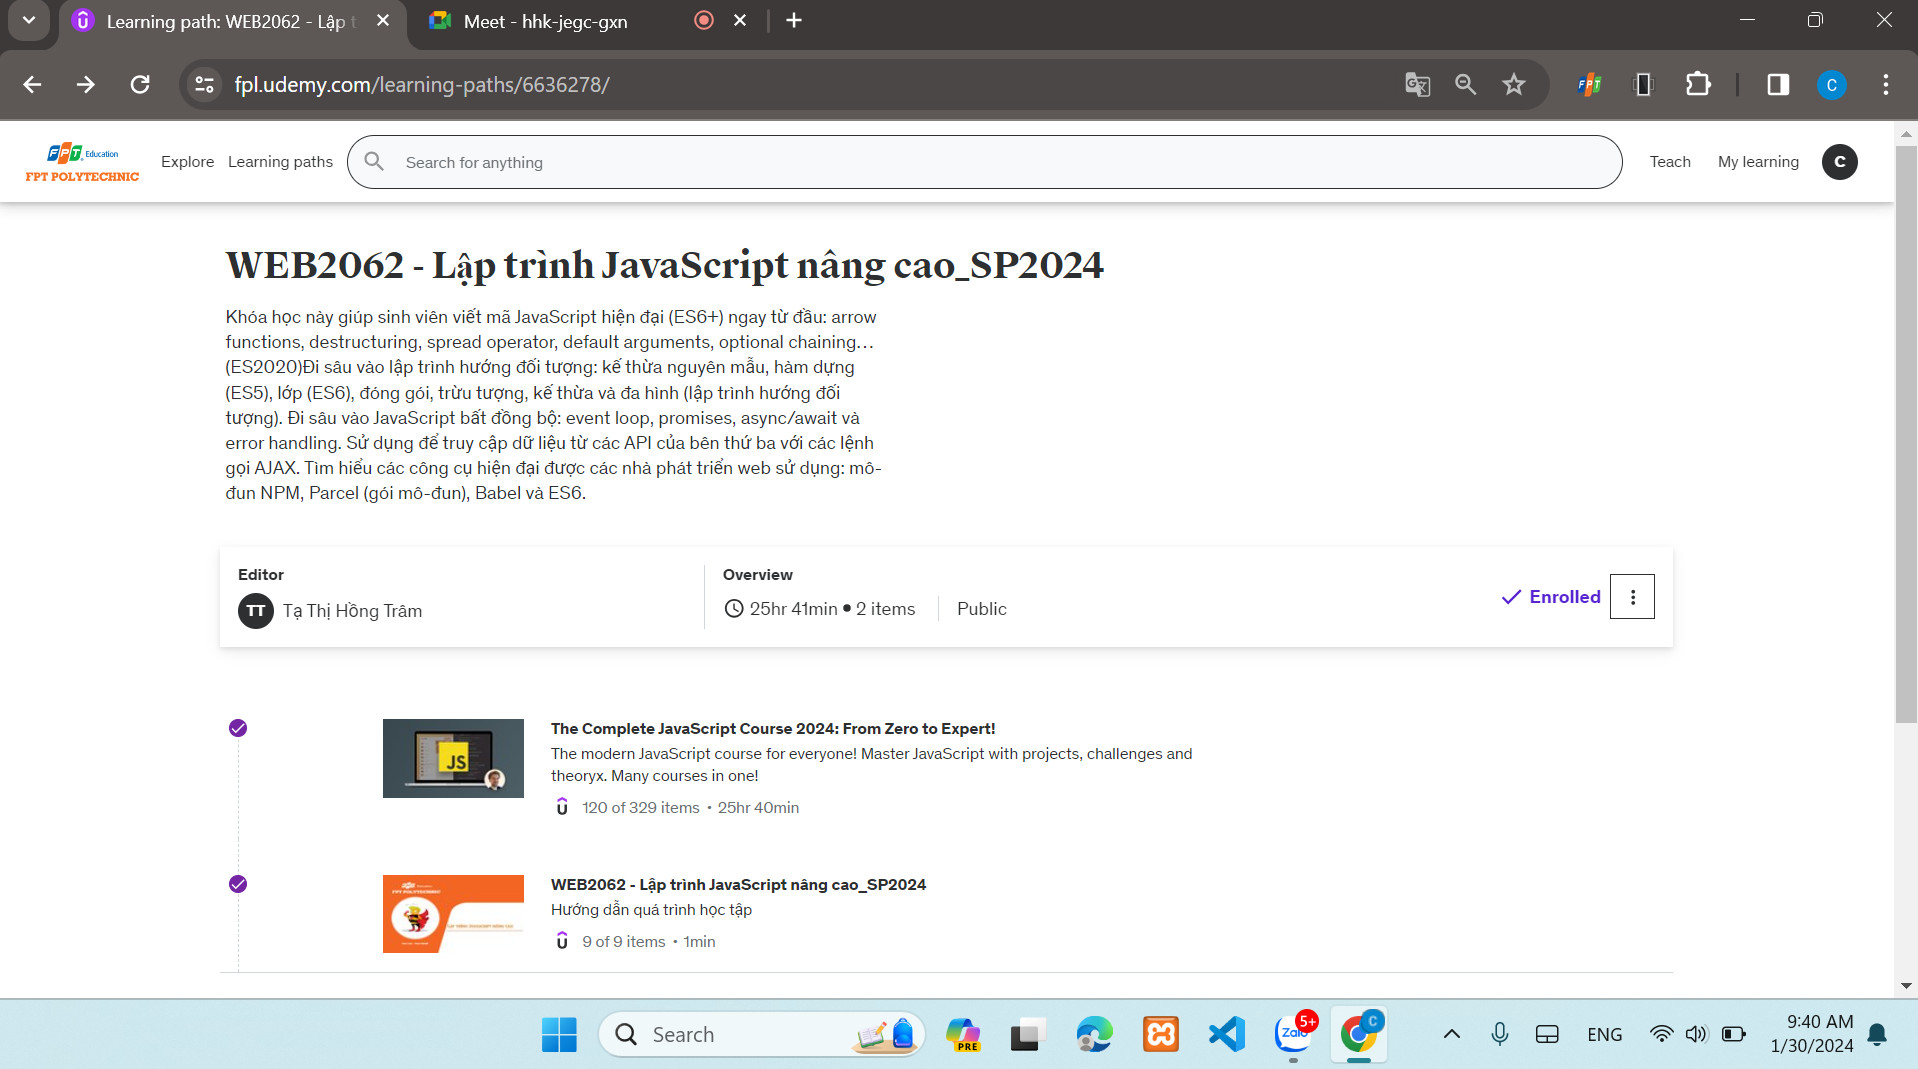 Learning path: WEB2062 - Lập t
Meet - hhk-jegc-gxn
fpl.udemy.com/learning-paths/6636278/
C
FPT Education
FPT POLYTECHNIC
Explore
Learning paths
Search for anything
Teach
My learning
C
WEB2062 - Lập trình JavaScript nâng cao_SP2024
Khóa học này giúp sinh viên viết mã JavaScript hiện đại (ES6+) ngay từ đầu: arrow
functions, destructuring, spread operator, default arguments, optional chaining…
(ES2020)Đi sâu vào lập trình hướng đối tượng: kế thừa nguyên mẫu, hàm dựng
(ES5), lớp (ES6), đóng gói, trừu tượng, kế thừa và đa hình (lập trình hướng đối
tượng). Đi sâu vào JavaScript bất đồng bộ: event loop, promises, async/await và
error handling. Sử dụng để truy cập dữ liệu từ các API của bên thứ ba với các lệnh
gọi AJAX. Tìm hiểu các công cụ hiện đại được các nhà phát triển web sử dụng: mô-
đun NPM, Parcel (gói mô-đun), Babel và ES6.
Editor
TT Tạ Thị Hồng Trâm
Overview
25hr 41min • 2 items
Public
Enrolled
JS
The Complete JavaScript Course 2024: From Zero to Expert!
The modern JavaScript course for everyone! Master JavaScript with projects, challenges and
theoryx. Many courses in one!
120 of 329 items • 25hr 40min
WEB2062 - Lập trình JavaScript nâng cao_SP2024
Hướng dẫn quá trình học tập
9 of 9 items • 1min
Search
PRE
Zalo
5+
C
ENG
9:40 AM
1/30/2024